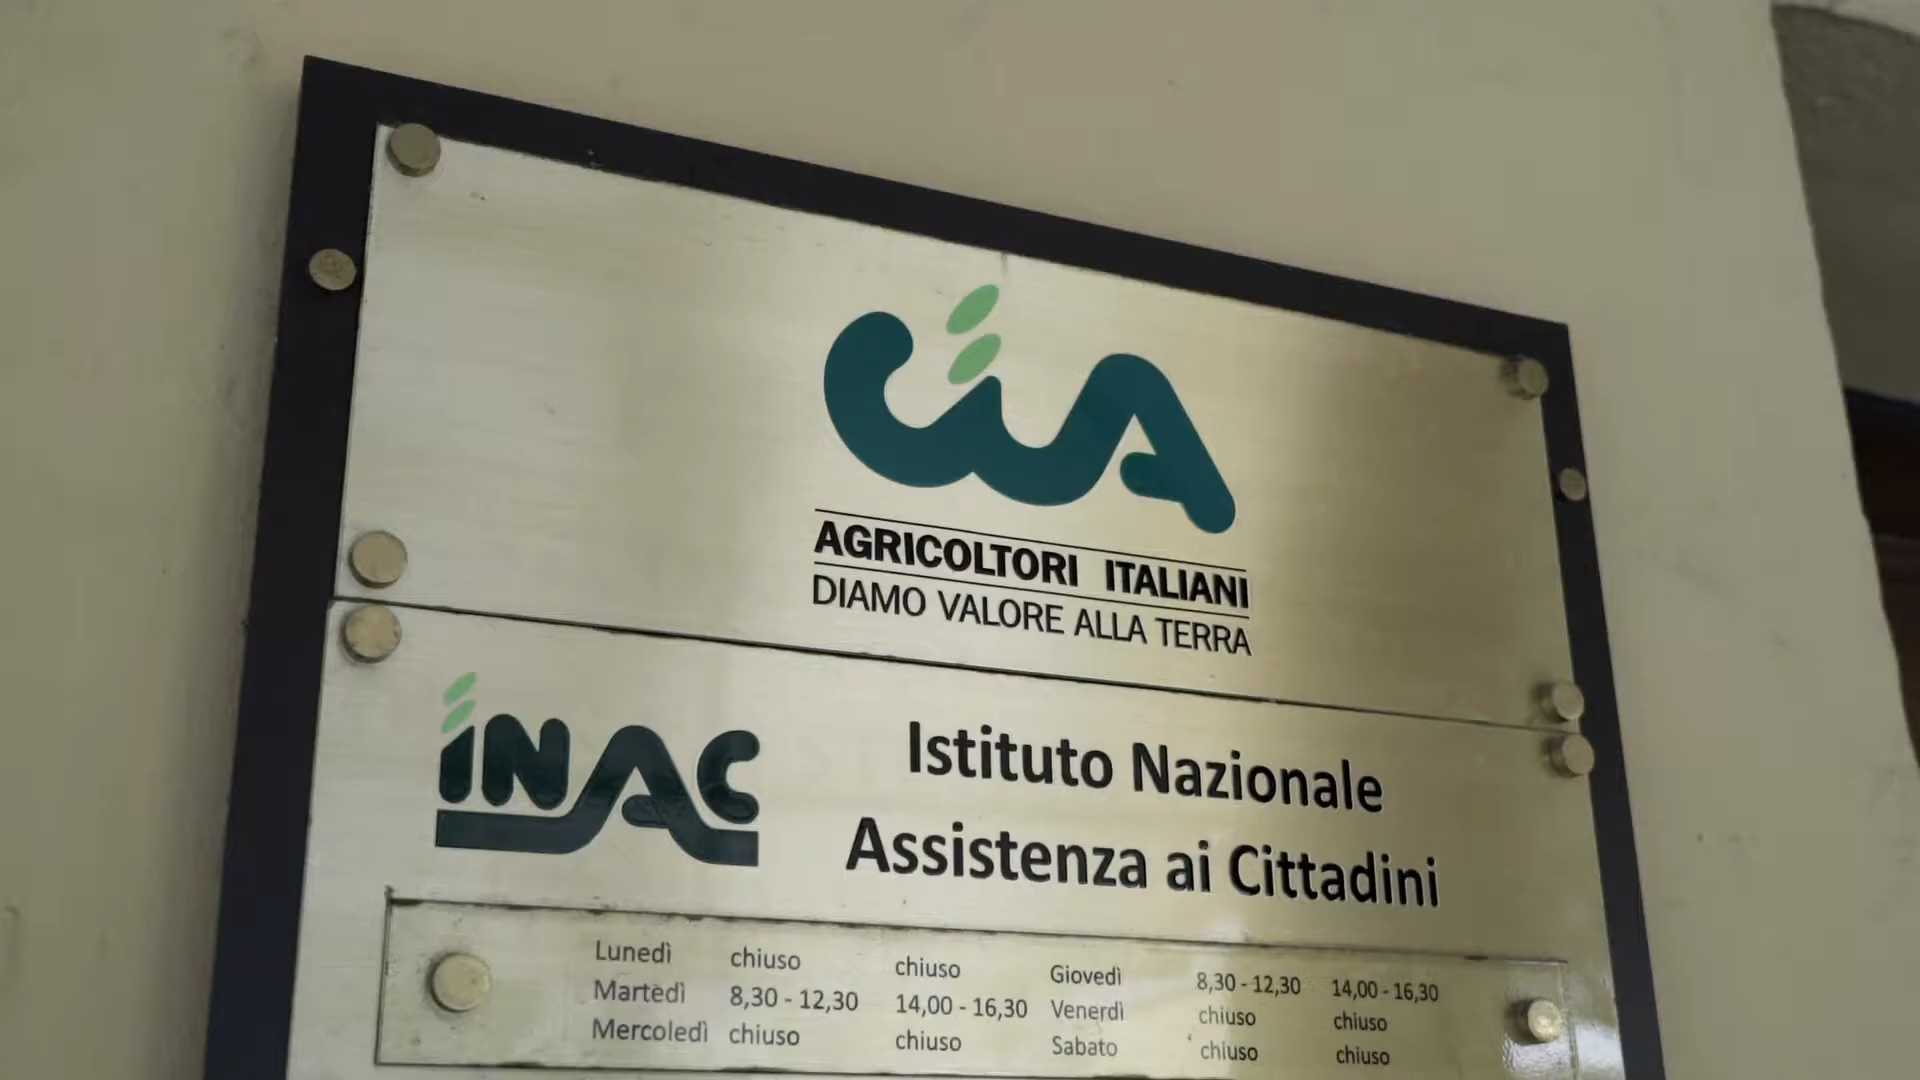 CIA
AGRICOLTORI ITALIANI
DIAMO VALORE ALLA TERRA
INAC
Istituto Nazionale
Assistenza ai Cittadini
Lunedì chiuso chiuso Giovedì 8,30 - 12,30 14,00 - 16,30
Martedì 8,30 - 12,30 14,00 - 16,30 Venerdì chiuso chiuso
Mercoledì chiuso chiuso Sabato chiuso chiuso